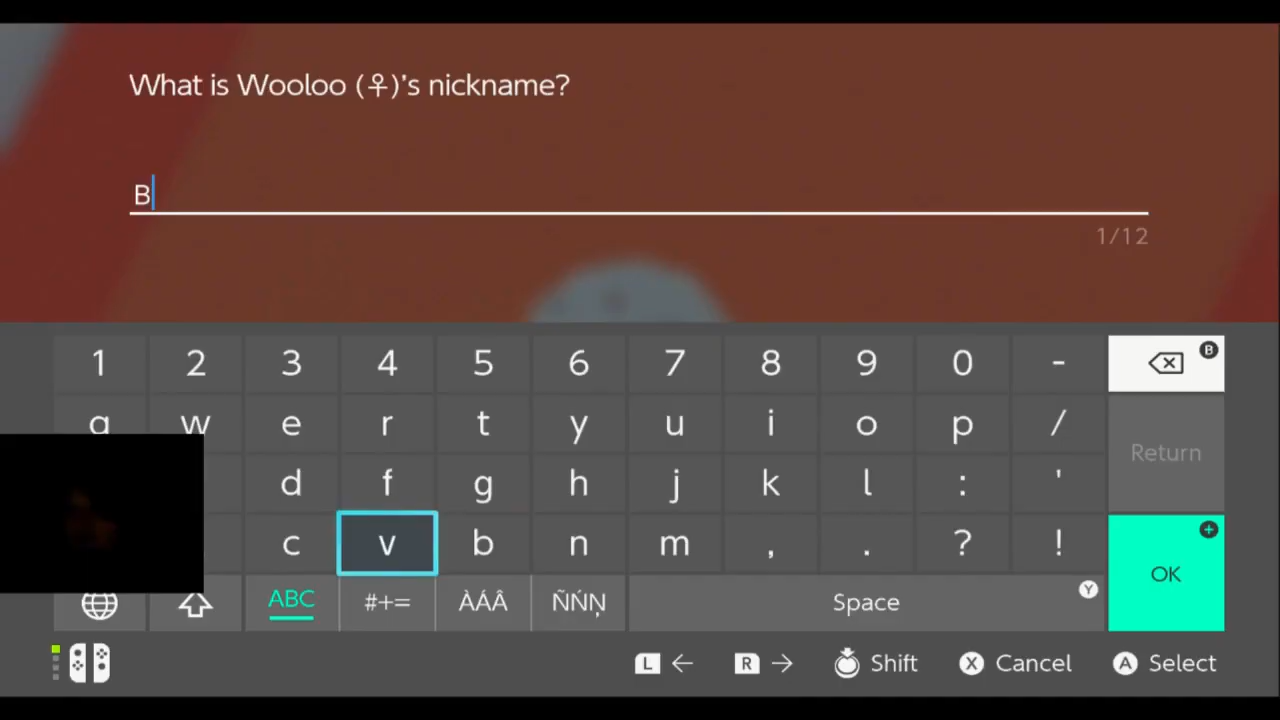 What is Wooloo (♀)'s nickname?
B
1/12
1 2 3 4 5 6 7 8 9 0 - B
q w e r t y u i o p /
Return
d f g h j k l : '
c v b n m , . ? ! +
OK
ABC #+= ÀÁÂ ÑŃŅ Space Y
L ← R → Shift X Cancel A Select